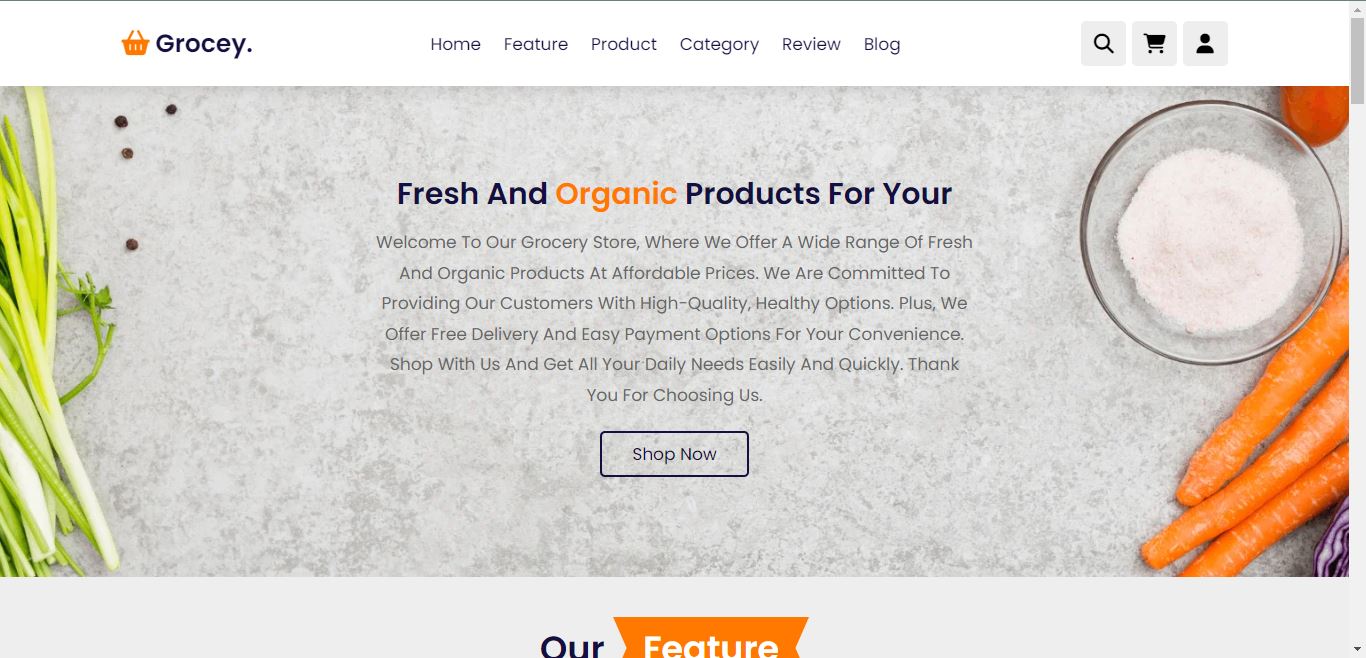 Grocey.
Home Feature Product Category Review Blog
Fresh And Organic Products For Your
Welcome To Our Grocery Store, Where We Offer A Wide Range Of Fresh
And Organic Products At Affordable Prices. We Are Committed To
Providing Our Customers With High-Quality, Healthy Options. Plus, We
Offer Free Delivery And Easy Payment Options For Your Convenience.
Shop With Us And Get All Your Daily Needs Easily And Quickly. Thank
You For Choosing Us.
Shop Now
Our Feature